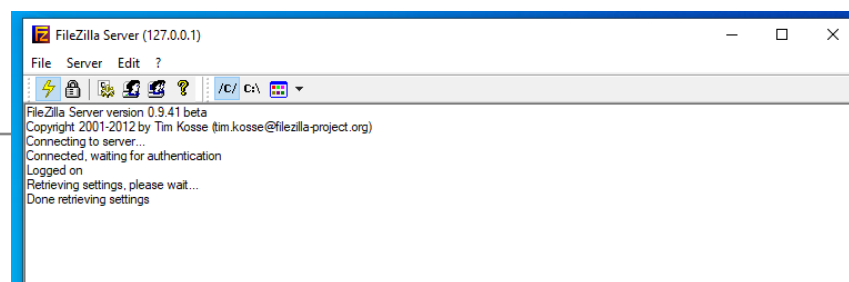 FileZilla Server (127.0.0.1)
File Server Edit ?
/C/ C:\
FileZilla Server version 0.9.41 beta
Copyright 2001-2012 by Tim Kosse (tim.kosse@filezilla-project.org)
Connecting to server...
Connected, waiting for authentication
Logged on
Retrieving settings, please wait...
Done retrieving settings